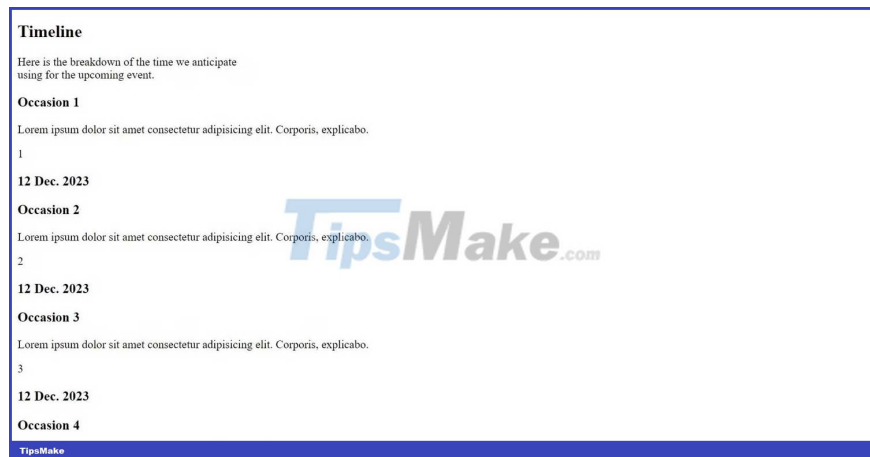 Timeline
Here is the breakdown of the time we anticipate
using for the upcoming event.
Occasion 1
Lorem ipsum dolor sit amet consectetur adipisicing elit. Corporis, explicabo.
1
12 Dec. 2023
Occasion 2
Lorem ipsum dolor sit amet consectetur adipisicing elit. Corporis, explicabo.
TipsMake.com
2
12 Dec. 2023
Occasion 3
Lorem ipsum dolor sit amet consectetur adipisicing elit. Corporis, explicabo.
3
12 Dec. 2023
Occasion 4
TipsMake